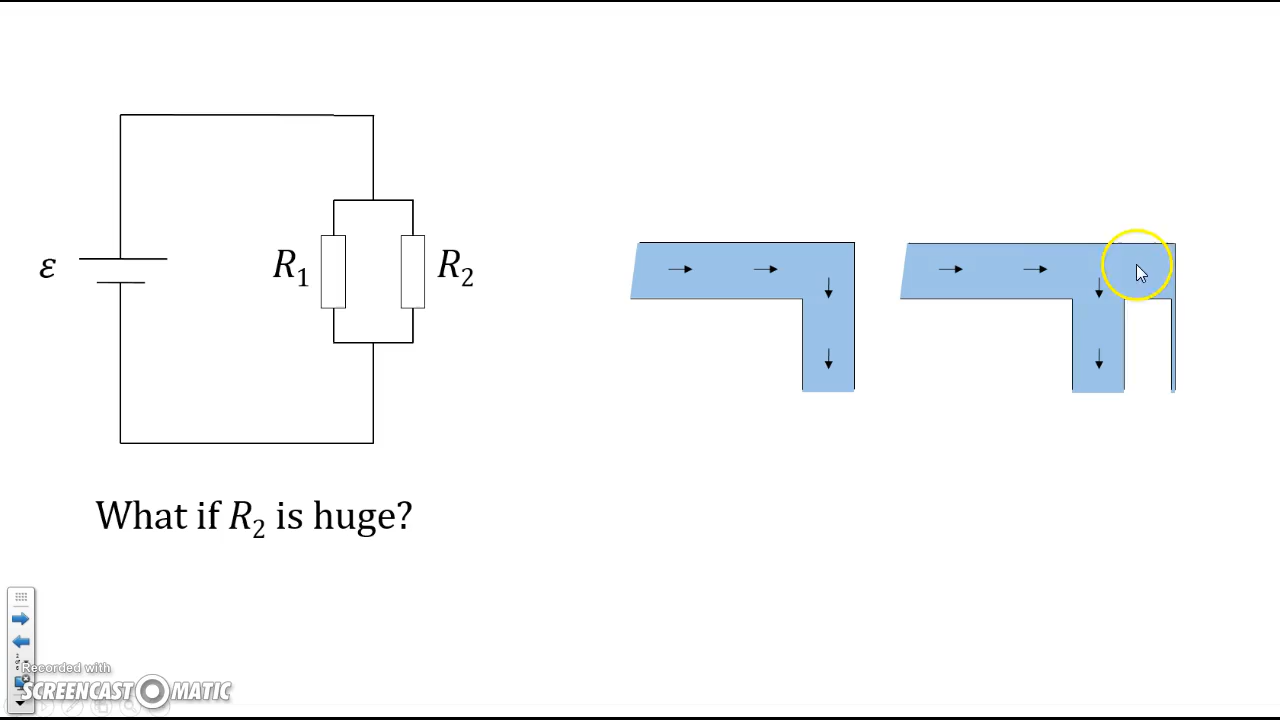 ε
R₁
R₂
What if R₂ is huge?
Recorded with
SCREENCAST MATIC